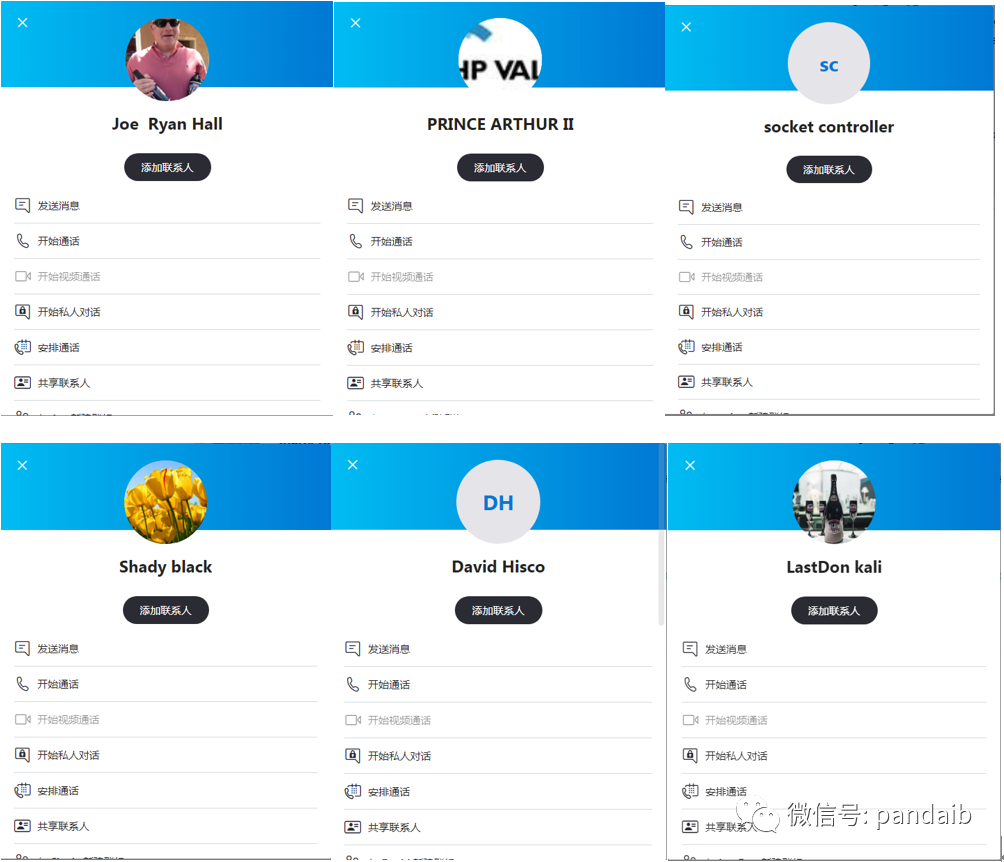 Joe  Ryan Hall
添加联系人
发送消息
开始通话
开始视频通话
开始私人对话
安排通话
共享联系人
HP VAL
PRINCE ARTHUR II
添加联系人
发送消息
开始通话
开始视频通话
开始私人对话
安排通话
共享联系人
sc
socket controller
添加联系人
发送消息
开始通话
开始视频通话
开始私人对话
安排通话
共享联系人
Shady black
添加联系人
发送消息
开始通话
开始视频通话
开始私人对话
安排通话
共享联系人
DH
David Hisco
添加联系人
发送消息
开始通话
开始视频通话
开始私人对话
安排通话
共享联系人
LastDon kali
添加联系人
发送消息
开始通话
开始视频通话
开始私人对话
安排通话
共享联系人
微信号: pandaib